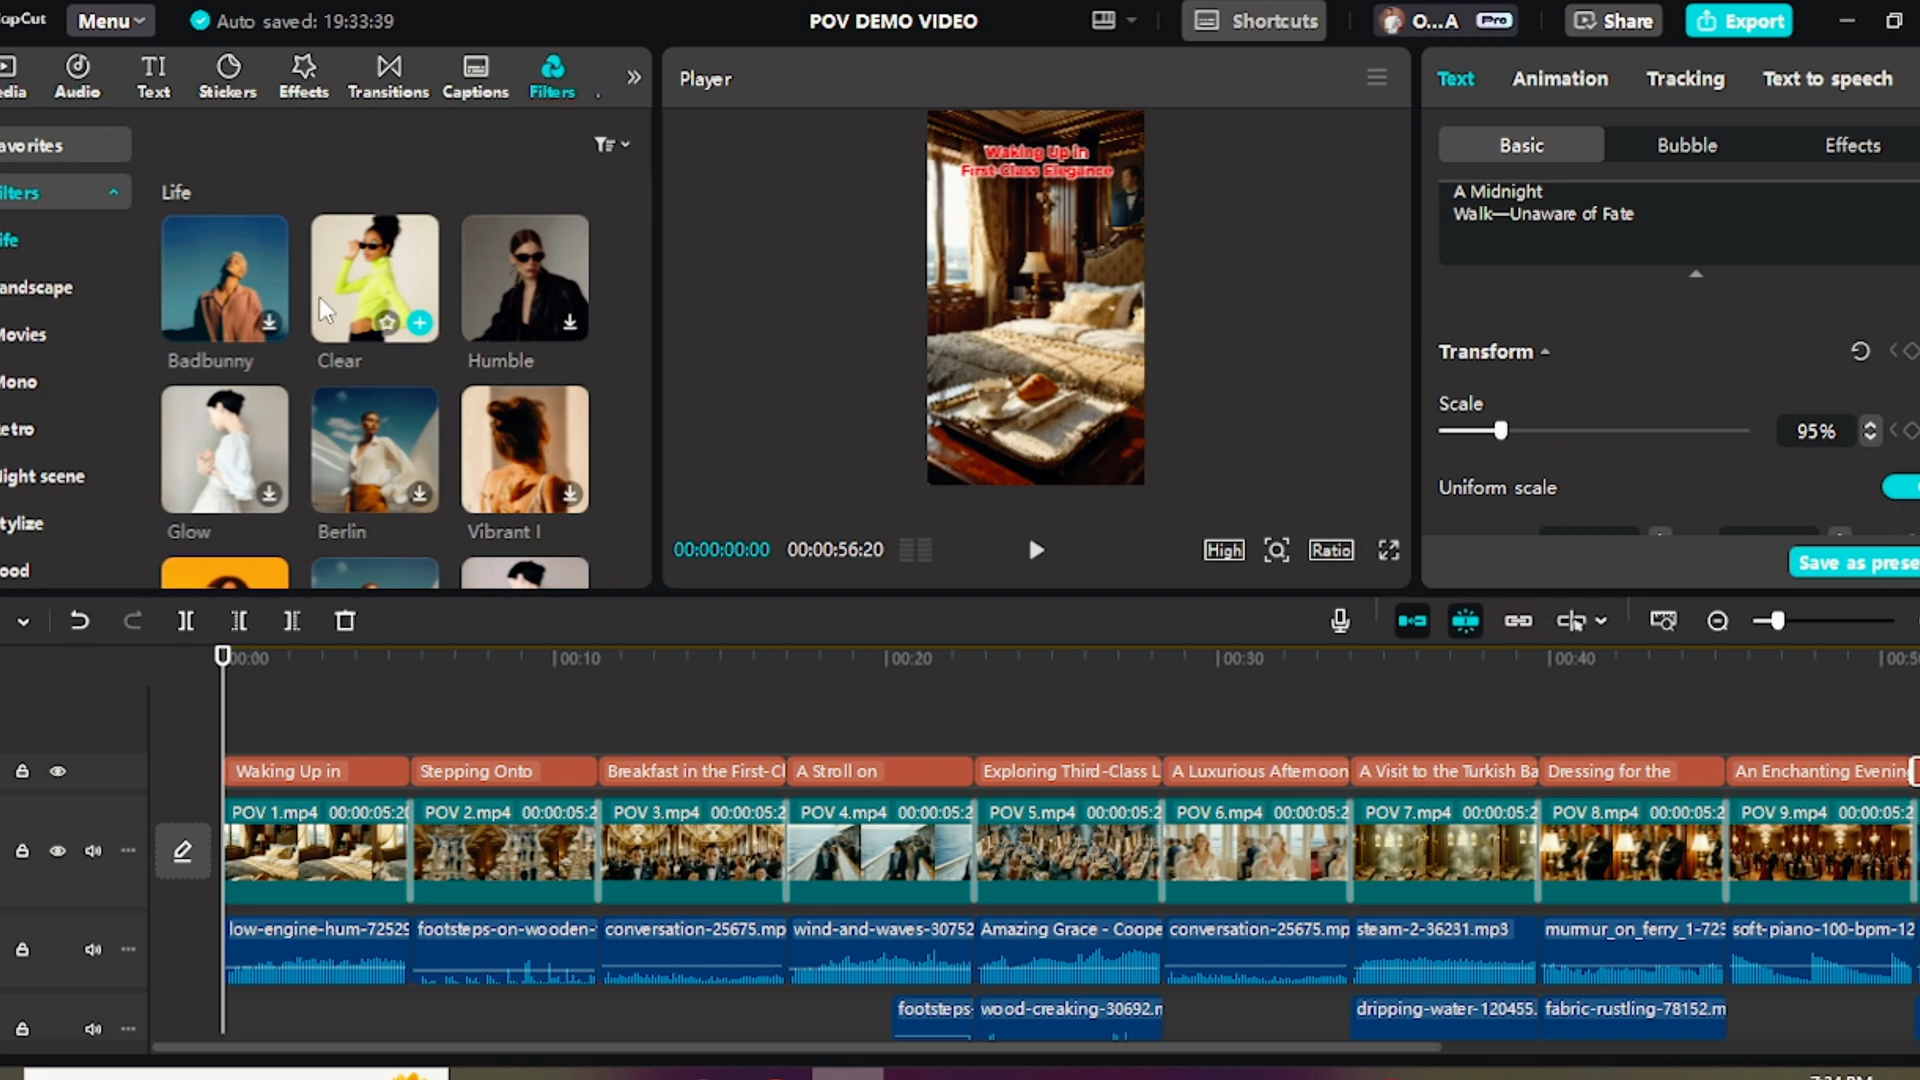 apCut
Menu
Auto saved: 19:33:39
POV DEMO VIDEO
Shortcuts
O...A
Pro
Share
Export
edia
Audio
TI
Text
Stickers
Effects
Transitions
Captions
Filters
Player
Text
Animation
Tracking
Text to speech
avorites
ilters
ife
andscape
Movies
Mono
etro
light scene
tylize
ood
Life
Badbunny
Clear
Humble
Glow
Berlin
Vibrant I
Waking Up in
First-Class Elegance
00:00:00:00
00:00:56:20
High
Ratio
Basic
Bubble
Effects
A Midnight
Walk—Unaware of Fate
Transform
Scale
95%
Uniform scale
Save as prese
00:00
00:10
00:20
00:30
00:40
00:5
Waking Up in
Stepping Onto
Breakfast in the First-Cl
A Stroll on
Exploring Third-Class L
A Luxurious Afternoon
A Visit to the Turkish Ba
Dressing for the
An Enchanting Evening
POV 1.mp4 00:00:05:20
POV 2.mp4 00:00:05:2
POV 3.mp4 00:00:05:2
POV 4.mp4 00:00:05:2
POV 5.mp4 00:00:05:2
POV 6.mp4 00:00:05:2
POV 7.mp4 00:00:05:2
POV 8.mp4 00:00:05:2
POV 9.mp4 00:00:05:2
low-engine-hum-72529
footsteps-on-wooden-
conversation-25675.mp
wind-and-waves-30752
Amazing Grace - Coope
conversation-25675.mp
steam-2-36231.mp3
murmur_on_ferry_1-723
soft-piano-100-bpm-12
footsteps-
wood-creaking-30692.m
dripping-water-120455.
fabric-rustling-78152.m